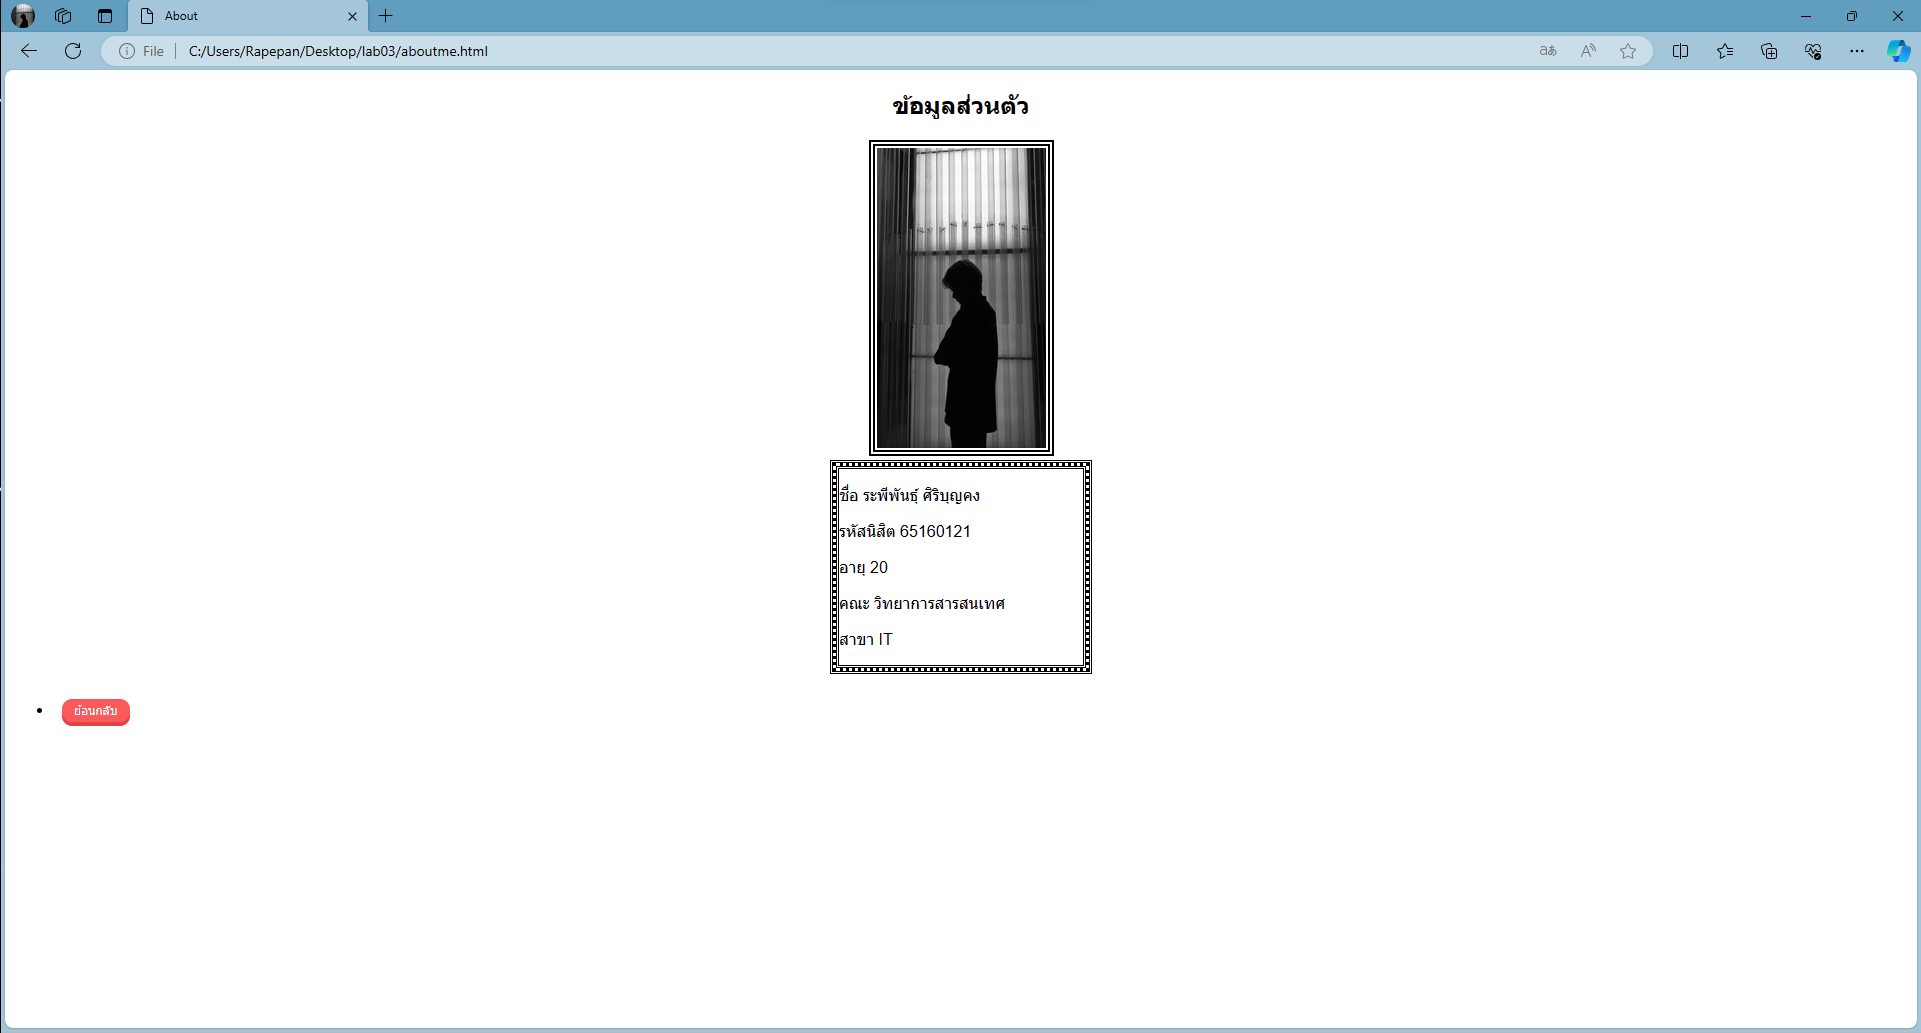 About
File
C:/Users/Rapepan/Desktop/lab03/aboutme.html
ข้อมูลส่วนตัว
ชื่อ ระพีพันธุ์ ศิริบุญคง
รหัสนิสิต 65160121
อายุ 20
คณะ วิทยาการสารสนเทศ
สาขา IT
ย้อนกลับ